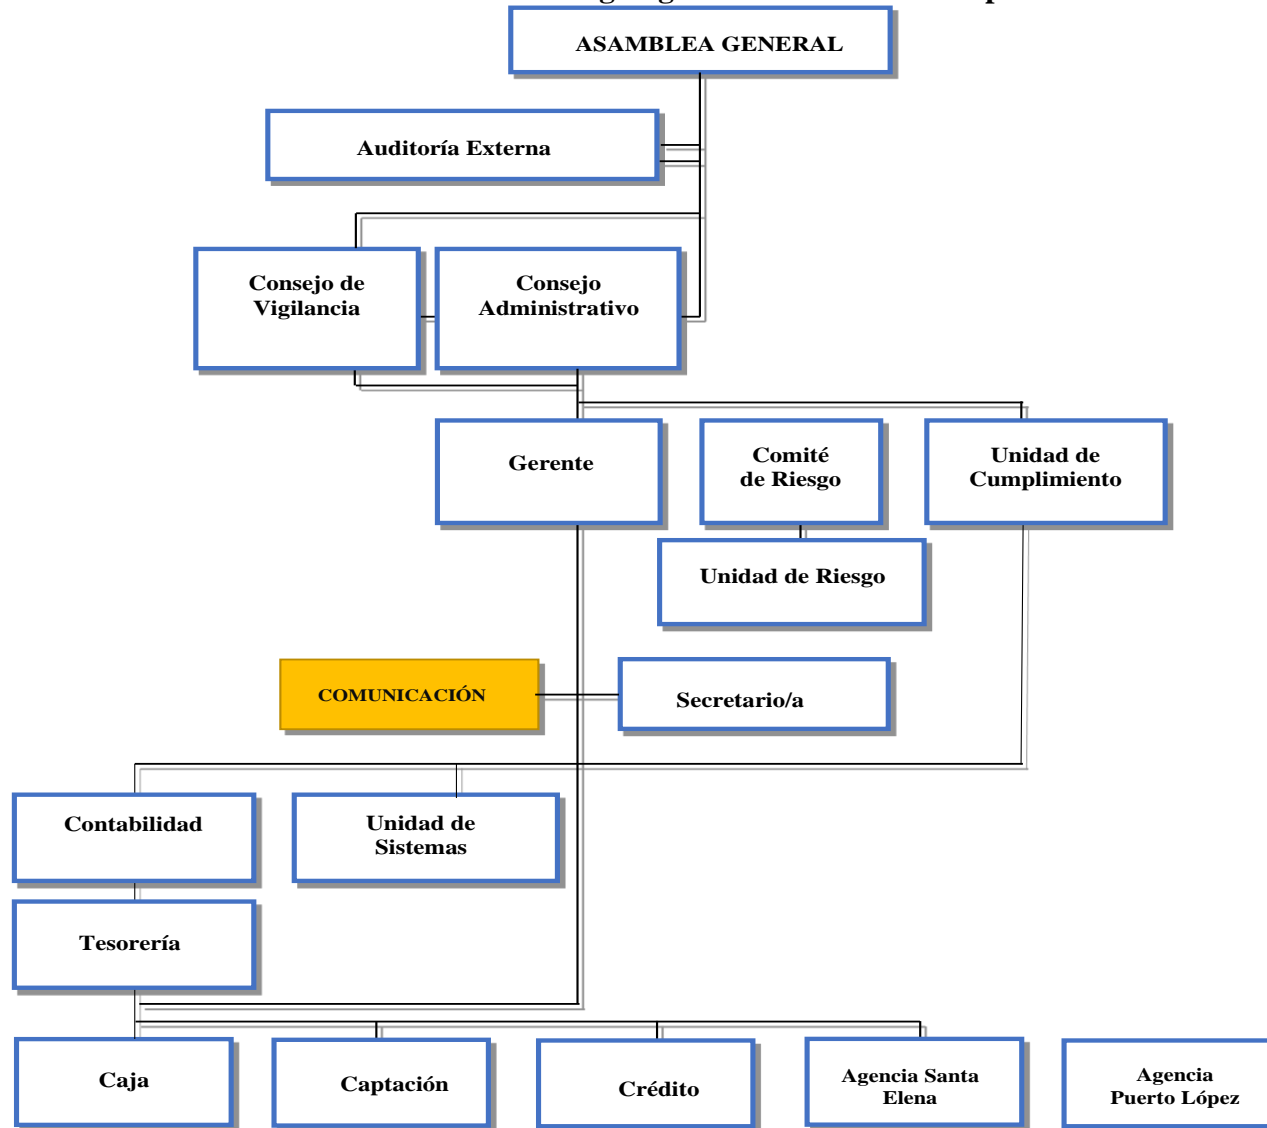 ASAMBLEA GENERAL
Auditoría Externa
Consejo de
Vigilancia
Consejo
Administrativo
Gerente
Comité
de Riesgo
Unidad de
Cumplimiento
Unidad de Riesgo
COMUNICACIÓN
Secretario/a
Contabilidad
Unidad de
Sistemas
Tesorería
Caja
Captación
Crédito
Agencia Santa
Elena
Agencia
Puerto López